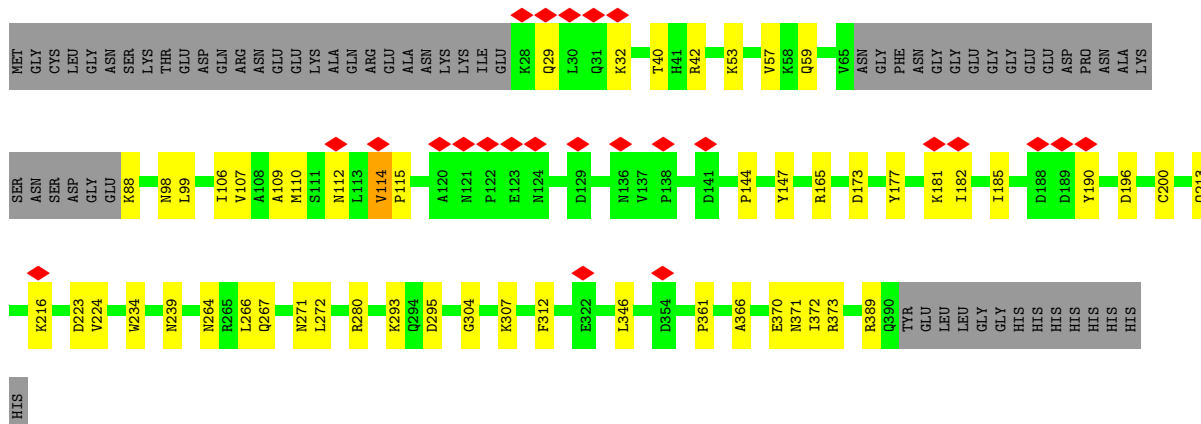 MET GLY CYS LEU GLY ASN SER LYS THR GLU ASP GLN ARG ASN GLU GLU LYS ALA GLN ARG GLU ALA ASN LYS LYS ILE GLU K28 Q29 L30 Q31 K32 T40 H41 R42 K53 V57 K58 Q59 V65 ASN GLY PHE ASN GLY GLY GLU GLY GLY GLU GLU ASP PRO ASN ALA LYS
SER ASN SER ASP GLY GLU K88 N98 L99 I106 V107 A108 A109 M110 S111 N112 L113 V114 P115 A120 N121 P122 E123 N124 D129 N136 V137 P138 D141 P144 Y147 R165 D173 Y177 K181 I182 I185 D188 D189 Y190 D196 C200 Q213
K216 D223 V224 W234 N239 N264 R265 L266 Q267 N271 L272 R280 K293 Q294 D295 G304 K307 F312 E322 L346 D354 P361 A366 E370 N371 I372 R373 R389 Q390 TYR GLU LEU LEU GLY GLY HIS HIS HIS HIS HIS HIS HIS
HIS